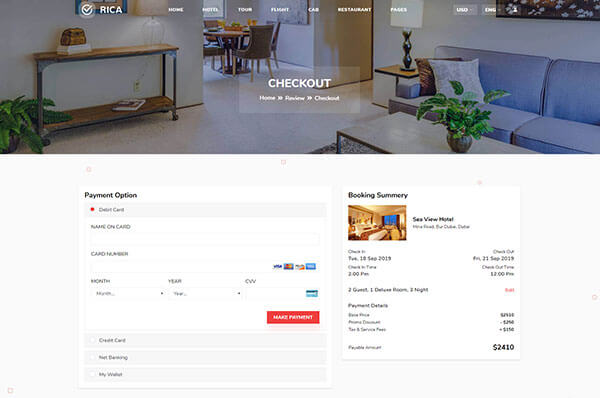 RICA
HOME HOTEL TOUR FLIGHT CAB RESTAURANT PAGES USD ENG
CHECKOUT
Home » Review » Checkout
Payment Option
Debit Card
NAME ON CARD
CARD NUMBER
VISA
MONTH YEAR CVV
Month... Year...
MAKE PAYMENT
Credit Card
Net Banking
My Wallet
Booking Summery
Sea View Hotel
Mina Road, Bur Dubai, Dubai
Check In Check Out
Tue, 18 Sep 2019 Fri, 21 Sep 2019
Check In Time Check Out Time
2:00 Pm 12:00 Pm
2 Guest, 1 Deluxe Room, 3 Night Edit
Payment Details
Base Price $2510
Promo Discount - $250
Tax & Service Fees + $150
Payable Amount $2410